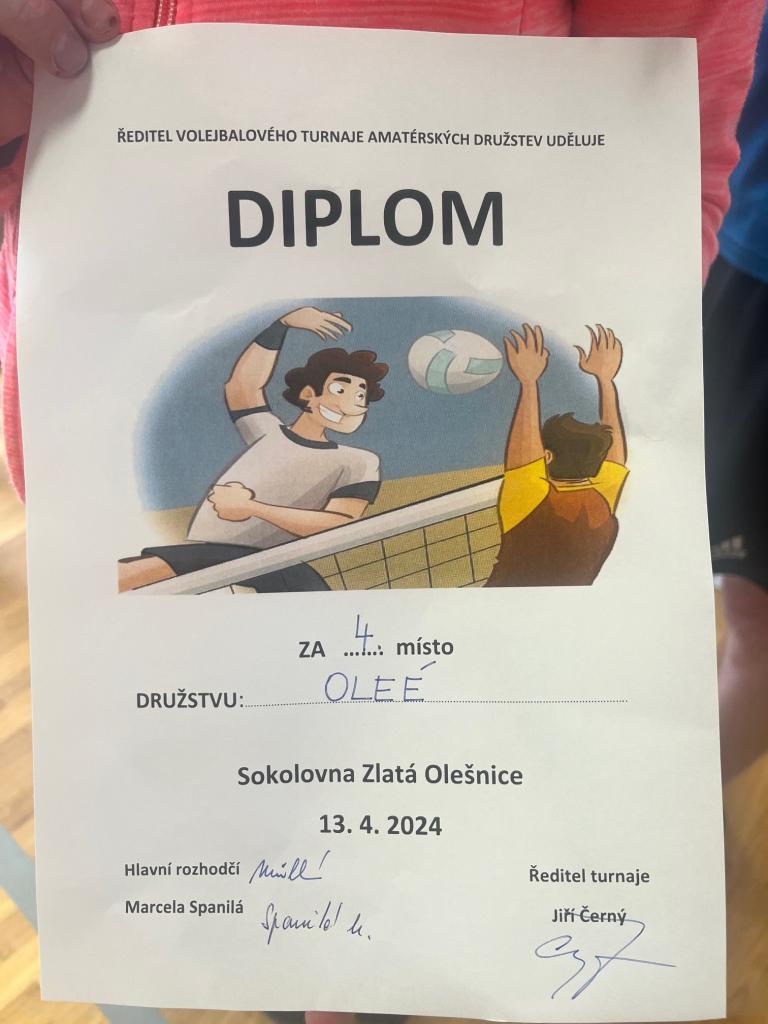 ŘEDITEL VOLEJBALOVÉHO TURNAJE AMATÉRSKÝCH DRUŽSTEV UDĚLUJE
DIPLOM
ZA 4. místo
DRUŽSTVU: OLEÉ
Sokolovna Zlatá Olešnice
13. 4. 2024
Hlavní rozhodčí
Ředitel turnaje
Marcela Spanilá Spanilá M.
Jiří Černý